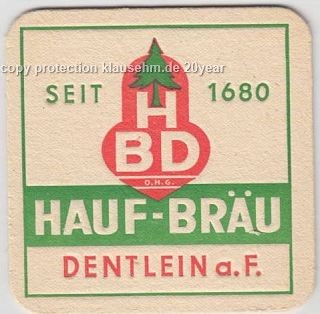 copy protection klausehm.de 20year
SEIT 1680
H
BD
O.H.G.
HAUF-BRÄU
DENTLEIN a.F.